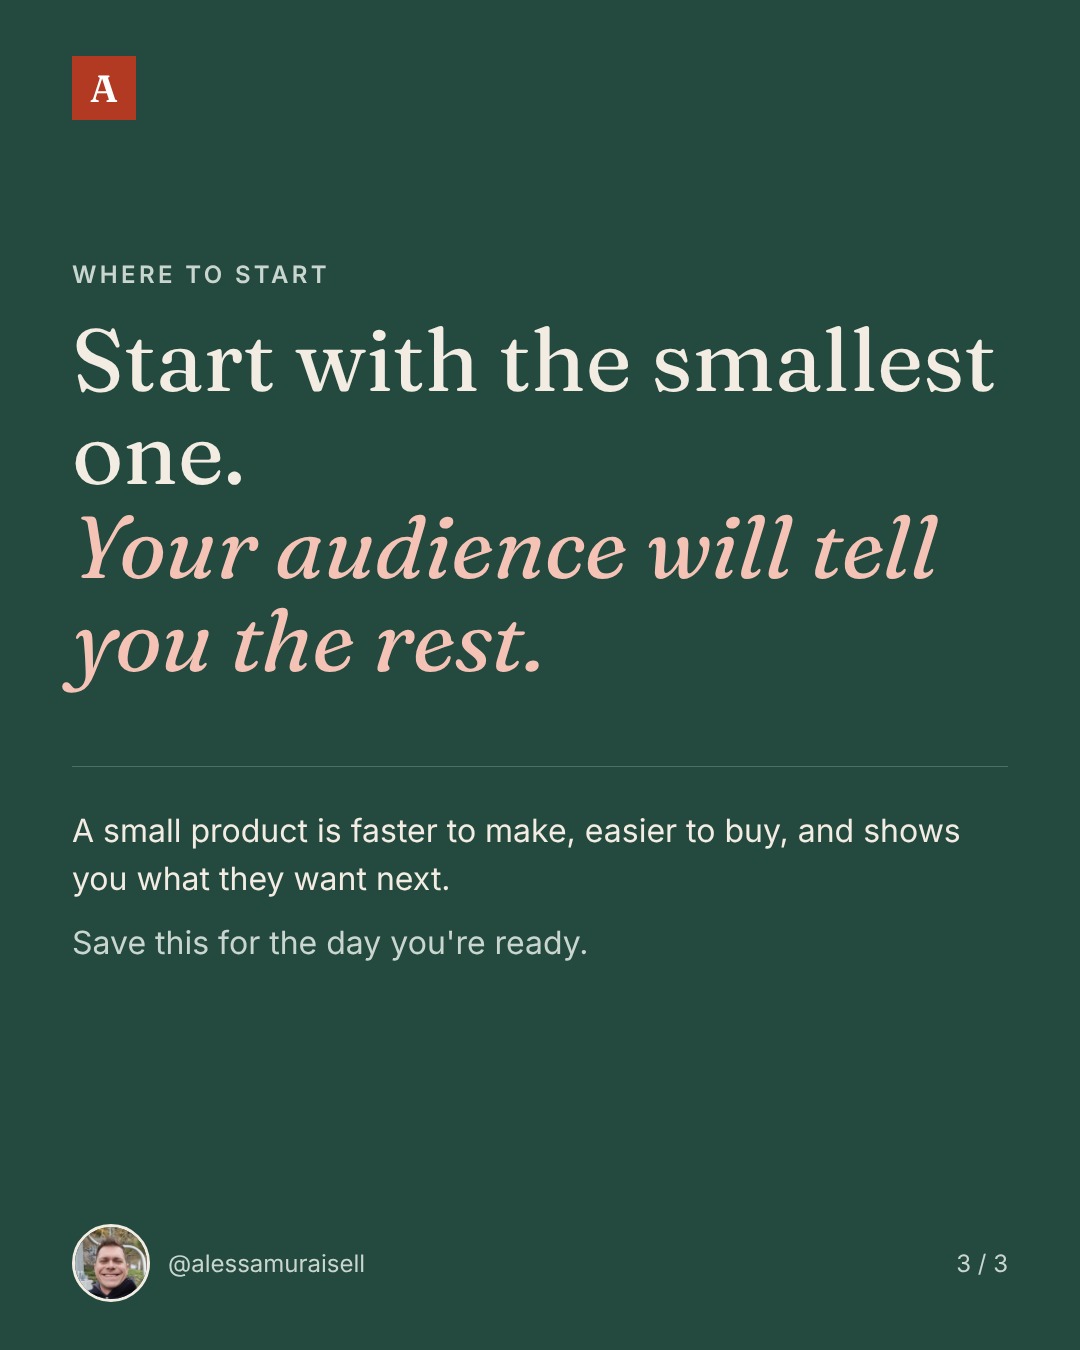 A
WHERE TO START
Start with the smallest
one.
Your audience will tell
you the rest.
A small product is faster to make, easier to buy, and shows
you what they want next.
Save this for the day you're ready.
@alessamuraisell
3 / 3